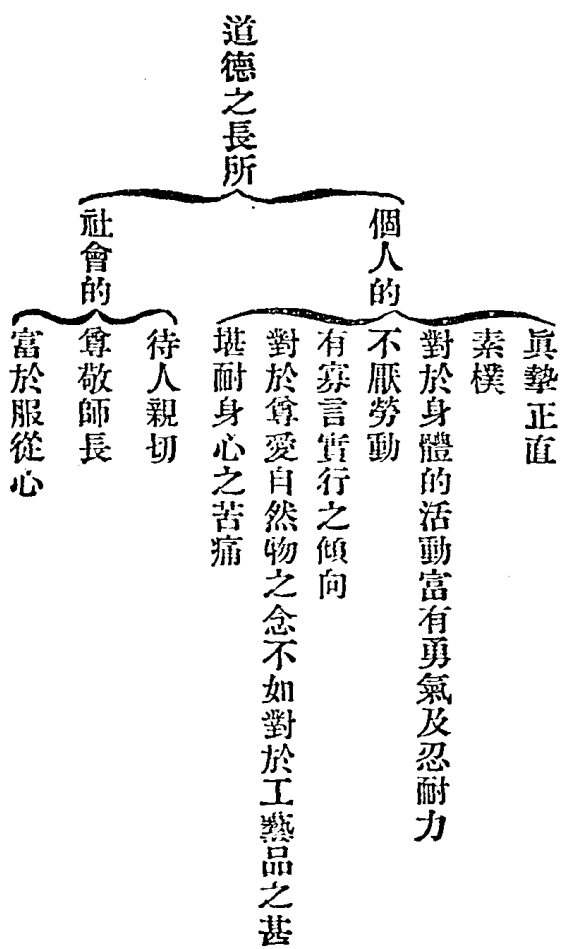 道德之長所
個人的
眞摯正直
素樸
對於身體的活動富有勇氣及忍耐力
不厭勞動
有寡言實行之傾向
對於尊愛自然物之念不如對於工藝品之甚
堪耐身心之苦痛
社會的
待人親切
尊敬師長
富於服從心